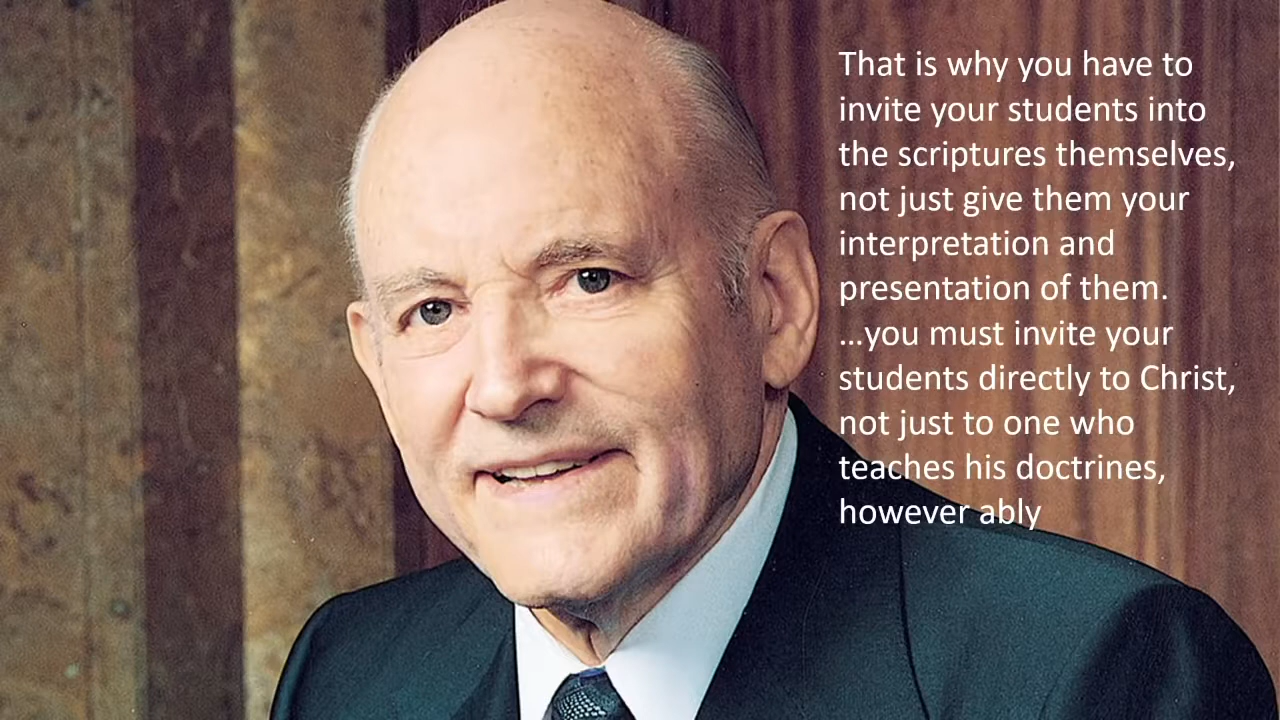 That is why you have to
invite your students into
the scriptures themselves,
not just give them your
interpretation and
presentation of them.
…you must invite your
students directly to Christ,
not just to one who
teaches his doctrines,
however ably